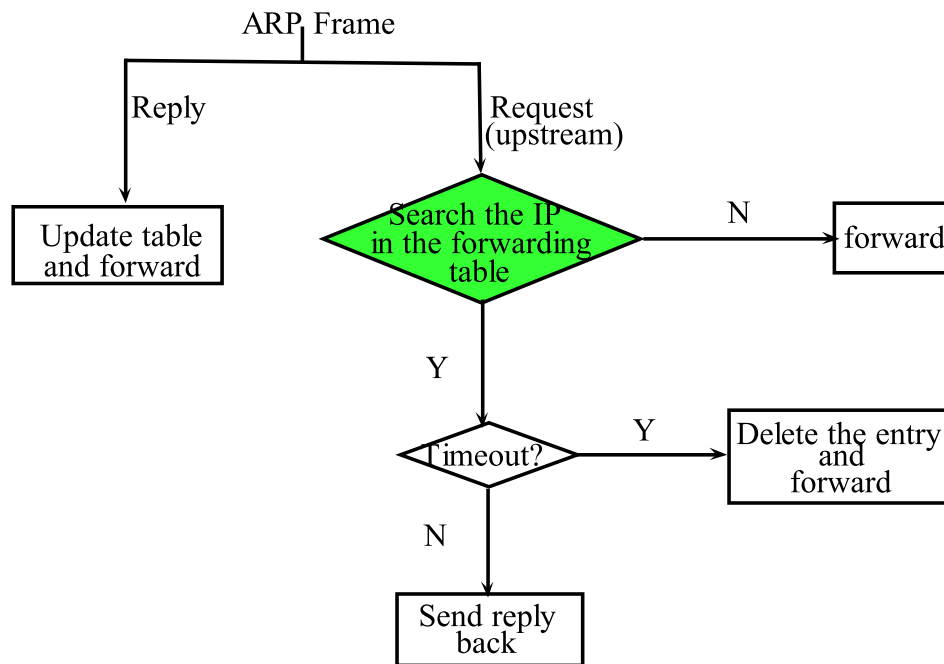 ARP Frame
Reply
Request
(upstream)
Search the IP
in the forwarding
table
N
forward
Update table
and forward
Y
Timeout?
Y
Delete the entry
and
forward
N
Send reply
back